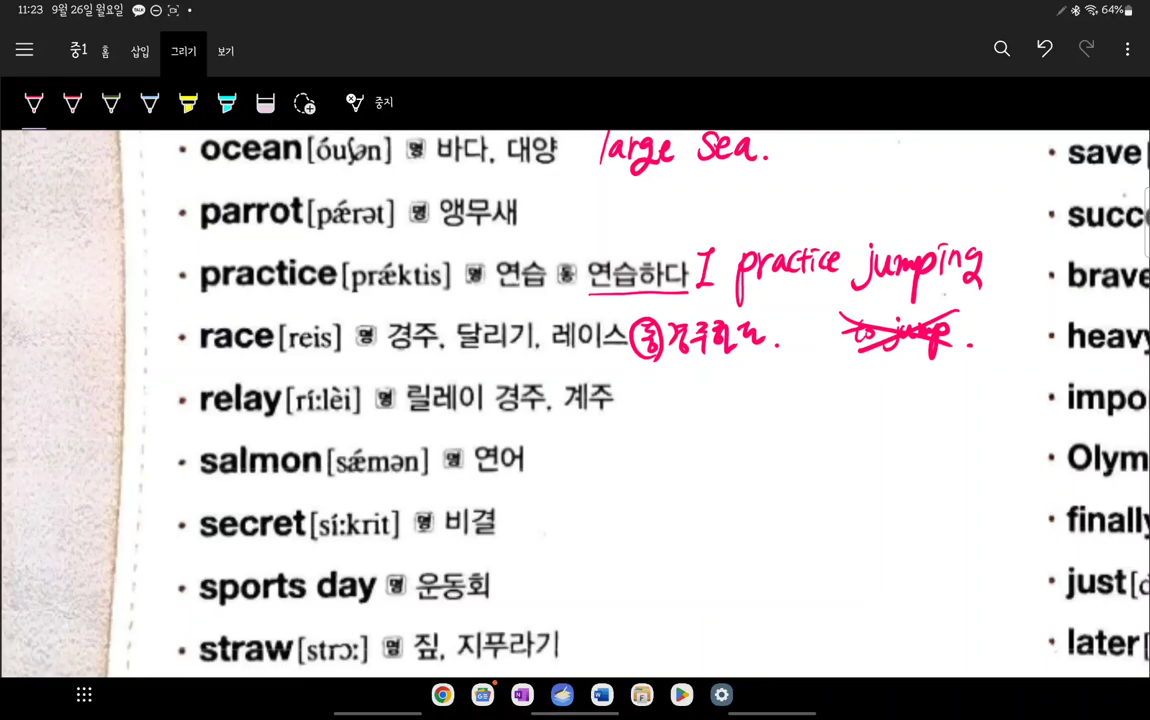 11:23 9월 26일 월요일 64%
중1 홈 삽입 그리기 보기
중지
ocean[óuʃən] 명 바다, 대양 large sea.
save
parrot[pǽrət] 명 앵무새
succe
practice[prǽktis] 명 연습 동 연습하다 I practice jumping
brave
race[reis] 명 경주, 달리기, 레이스 동 경주하다. to jump.
heavy
relay[ríːlèi] 명 릴레이 경주, 계주
impo
salmon[sǽmən] 명 연어
Olym
secret[síːkrit] 명 비결
finally
sports day 명 운동회
just[d
straw[strɔː] 명 짚, 지푸라기
later[